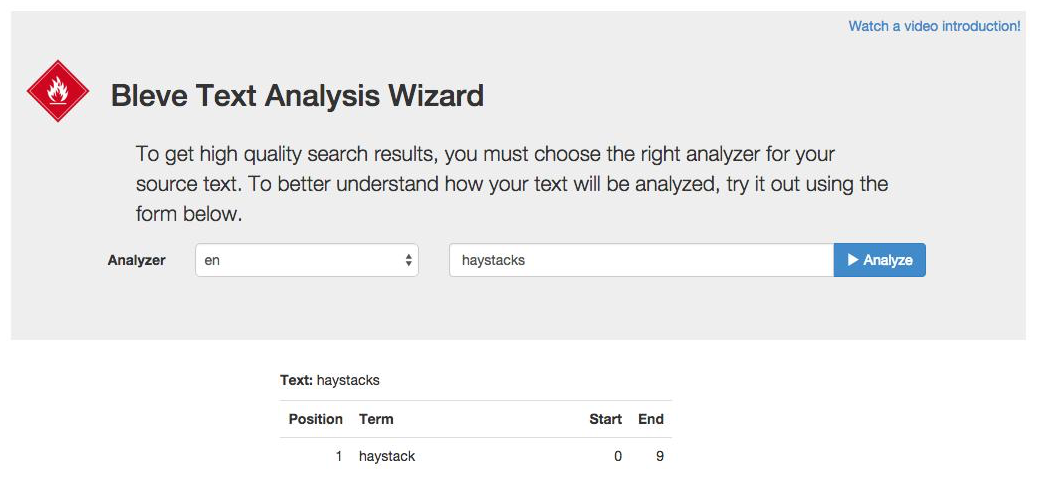 Watch a video introduction!
Bleve Text Analysis Wizard
To get high quality search results, you must choose the right analyzer for your
source text. To better understand how your text will be analyzed, try it out using the
form below.
Analyzer en haystacks Analyze
Text: haystacks
Position Term Start End
1 haystack 0 9